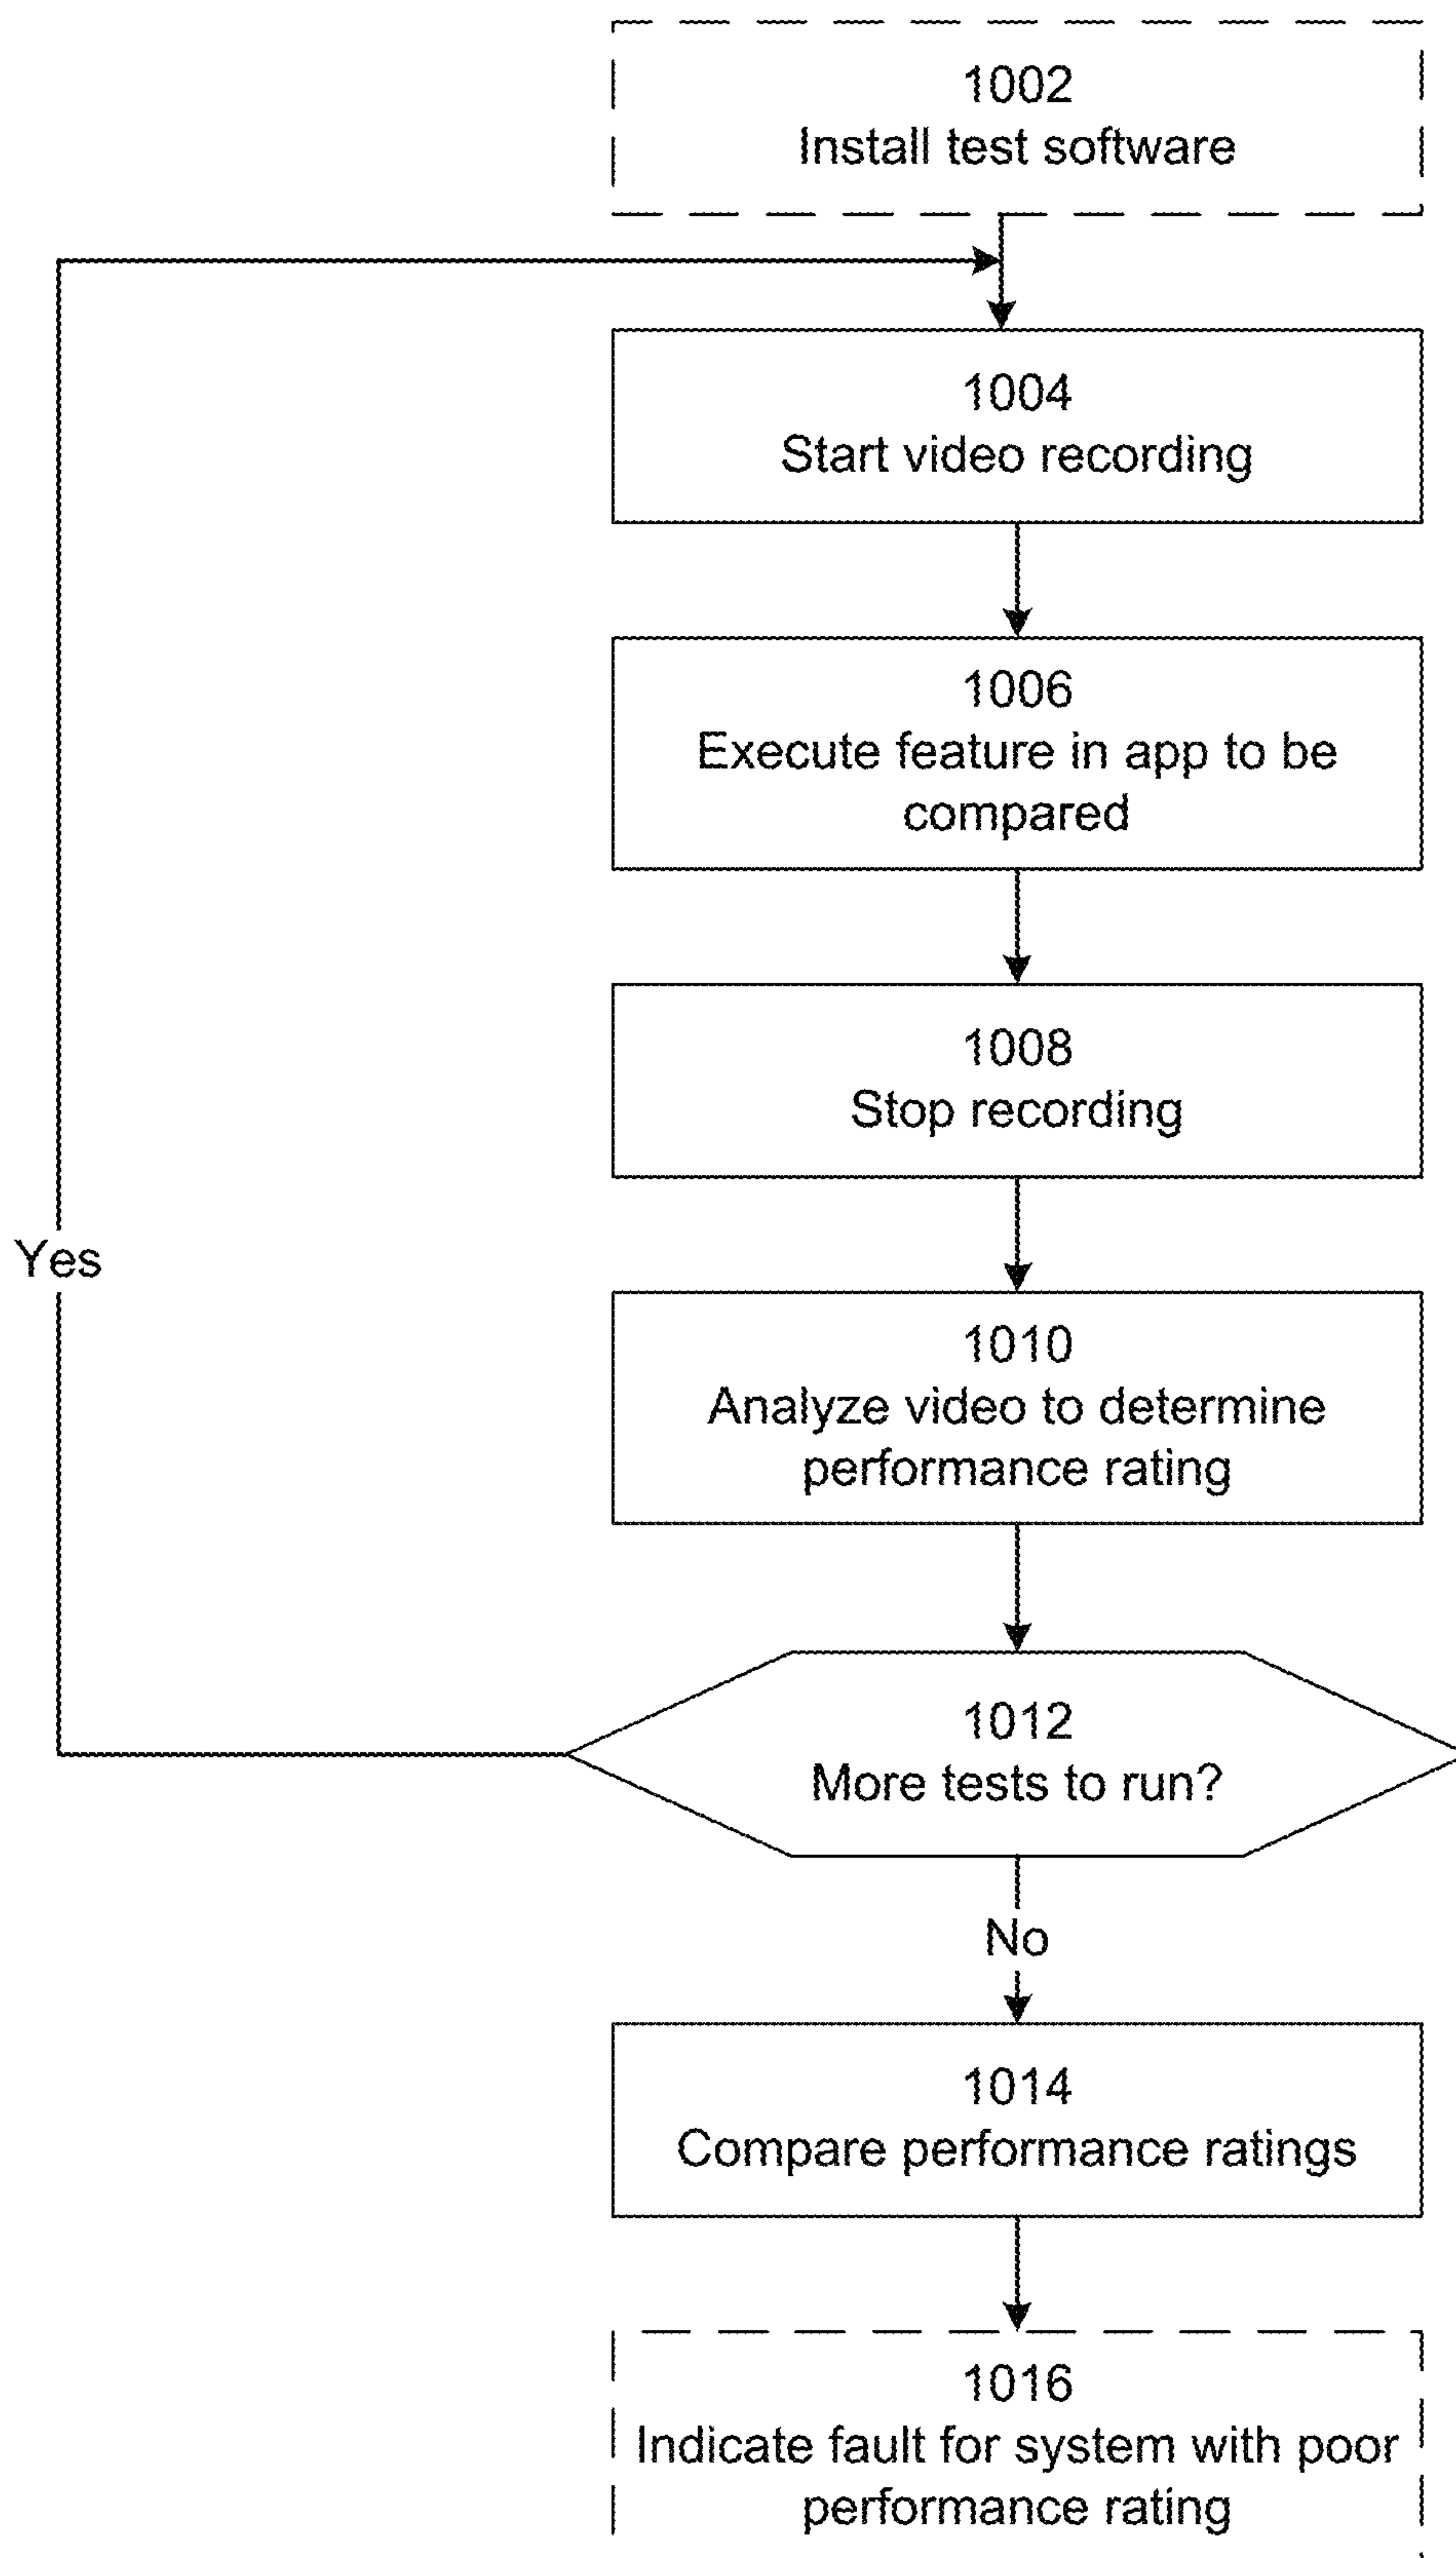 1002
Install test software
1004
Start video recording
1006
Execute feature in app to be
compared
1008
Stop recording
Yes
1010
Analyze video to determine
performance rating
1012
More tests to run?
No
1014
Compare performance ratings
1016
Indicate fault for system with poor
performance rating